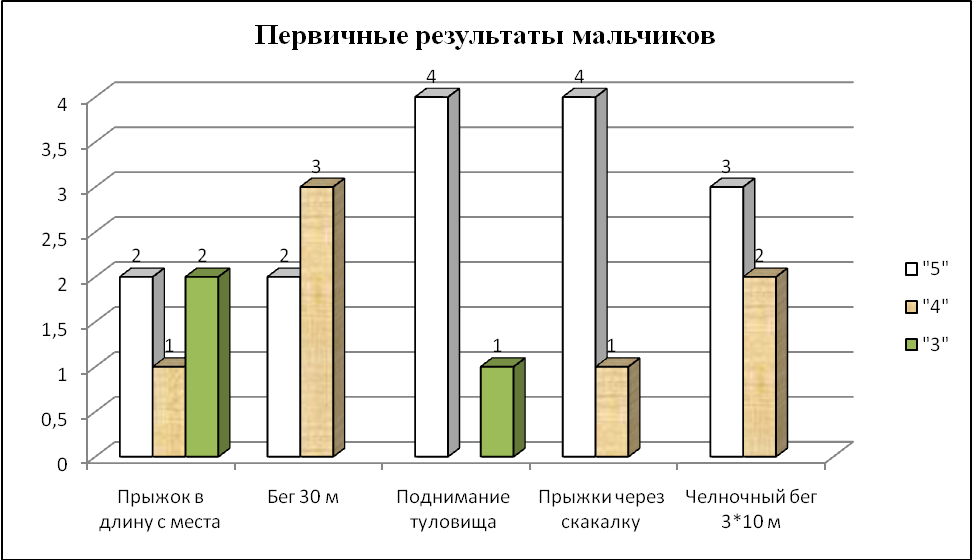 Первичные результаты мальчиков
4
3,5
3
2,5
2
1,5
1
0,5
0
2
1
2
2
3
4
1
4
1
3
2
Прыжок в
длину с места
Бег 30 м
Поднимание
туловища
Прыжки через
скакалку
Челночный бег
3*10 м
"5"
"4"
"3"